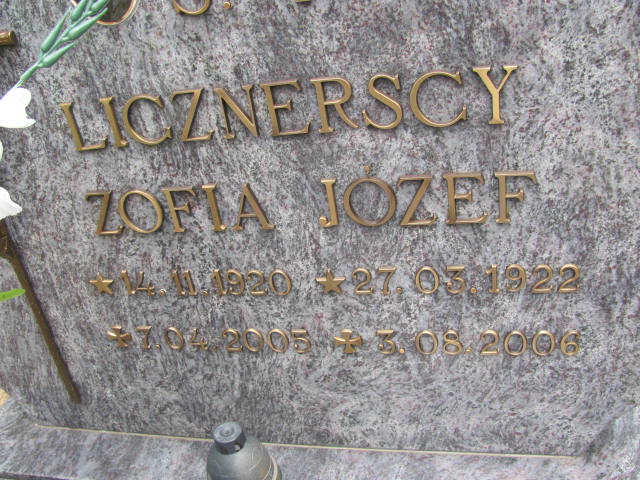 LICZNERSCY
ZOFIA JÓZEF
★14.11.1920 ★27.03.1922
✠7.04.2005 ✠3.08.2006